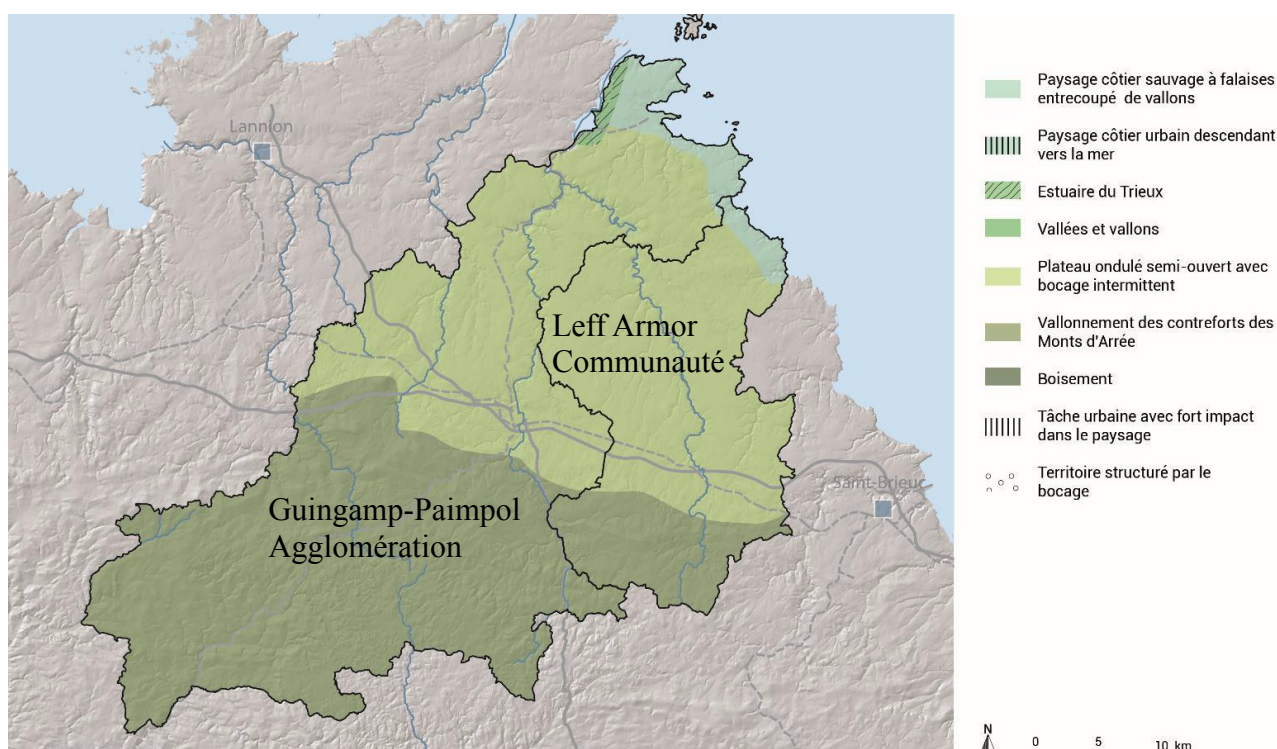 Lannion
Leff Armor
Communauté
Saint-Brieuc
Guingamp-Paimpol
Agglomération
Paysage côtier sauvage à falaises
entrecoupé de vallons
Paysage côtier urbain descendant
vers la mer
Estuaire du Trieux
Vallées et vallons
Plateau ondulé semi-ouvert avec
bocage intermittent
Vallonnement des contreforts des
Monts d'Arrée
Boisement
Tâche urbaine avec fort impact
dans le paysage
Territoire structuré par le
bocage
N
0 5 10 km